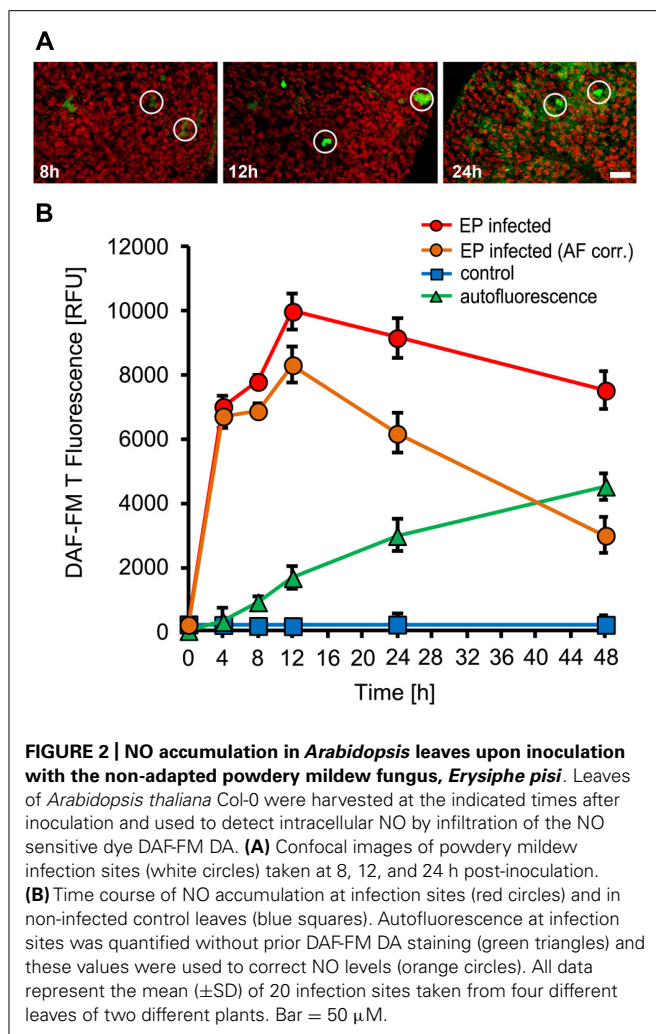 A
8h
12h
24h
B
EP infected
EP infected (AF corr.)
control
autofluorescence
12000
10000
8000
6000
4000
2000
0
DAF-FM T Fluorescence [RFU]
0 4 8 12 16 20 24 28 32 36 40 44 48
Time [h]
FIGURE 2 | NO accumulation in Arabidopsis leaves upon inoculation
with the non-adapted powdery mildew fungus, Erysiphe pisi. Leaves
of Arabidopsis thaliana Col-0 were harvested at the indicated times after
inoculation and used to detect intracellular NO by infiltration of the NO
sensitive dye DAF-FM DA. (A) Confocal images of powdery mildew
infection sites (white circles) taken at 8, 12, and 24 h post-inoculation.
(B) Time course of NO accumulation at infection sites (red circles) and in
non-infected control leaves (blue squares). Autofluorescence at infection
sites was quantified without prior DAF-FM DA staining (green triangles) and
these values were used to correct NO levels (orange circles). All data
represent the mean (±SD) of 20 infection sites taken from four different
leaves of two different plants. Bar = 50 μM.